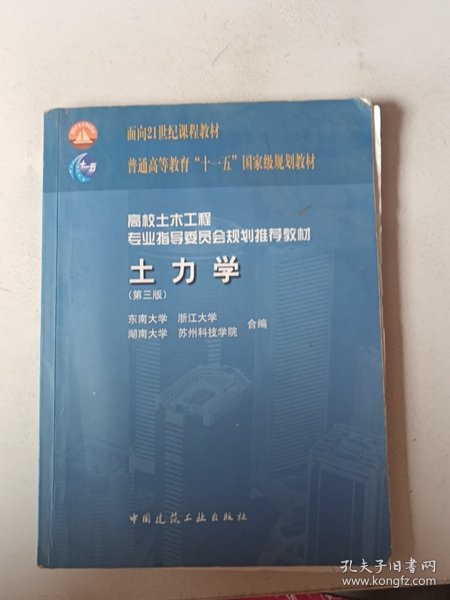 面向21世纪课程教材
十一五
普通高等教育“十一五”国家级规划教材
高校土木工程
专业指导委员会规划推荐教材
土力学
(第三版)
东南大学 浙江大学
湖南大学 苏州科技学院 合编
中国建筑工业出版社
孔夫子旧书网
www.kongfz.com